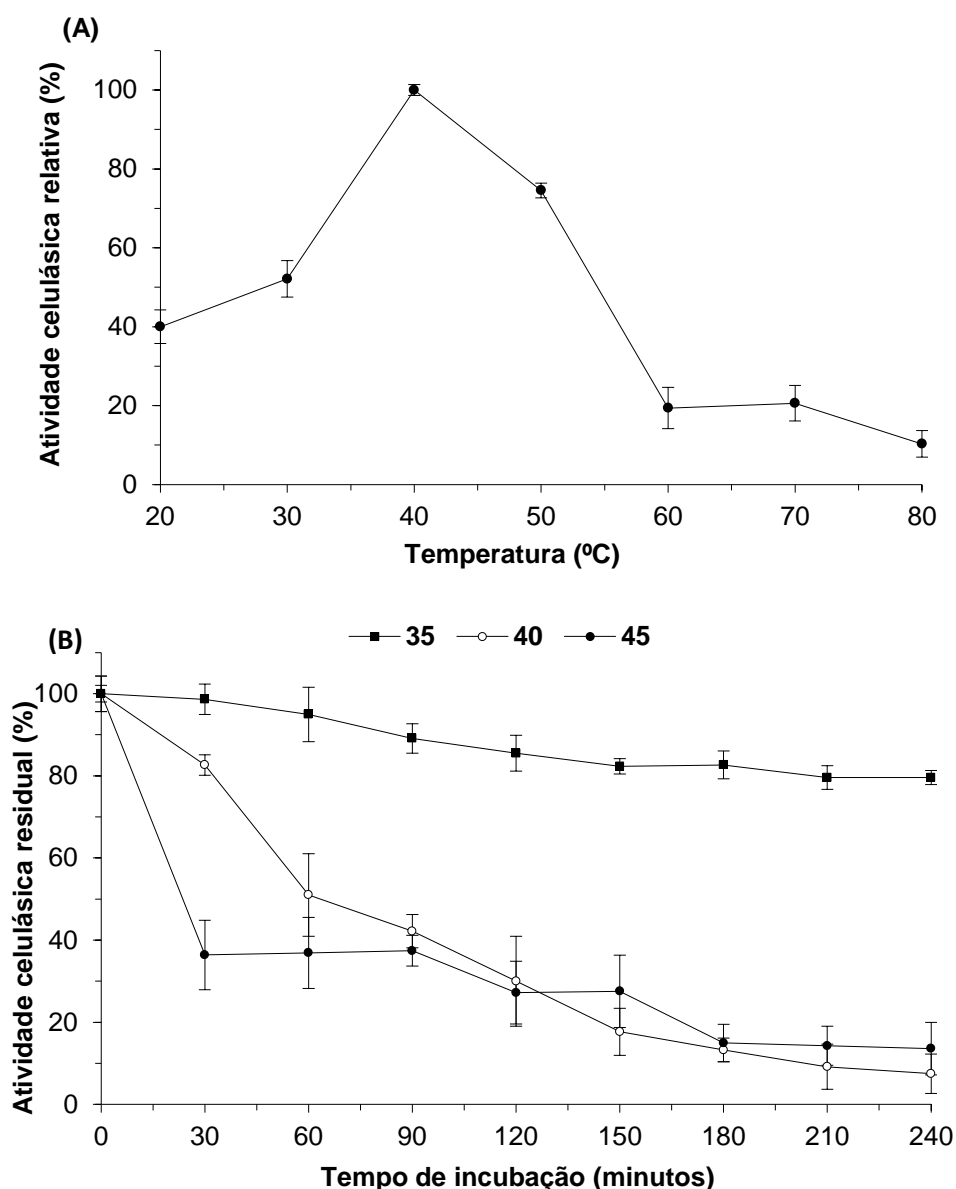 (A)
Atividade celulásica relativa (%)
100
80
60
40
20
0
20 30 40 50 60 70 80
Temperatura (ºC)
(B)
35 40 45
Atividade celulásica residual (%)
100
80
60
40
20
0
0 30 60 90 120 150 180 210 240
Tempo de incubação (minutos)